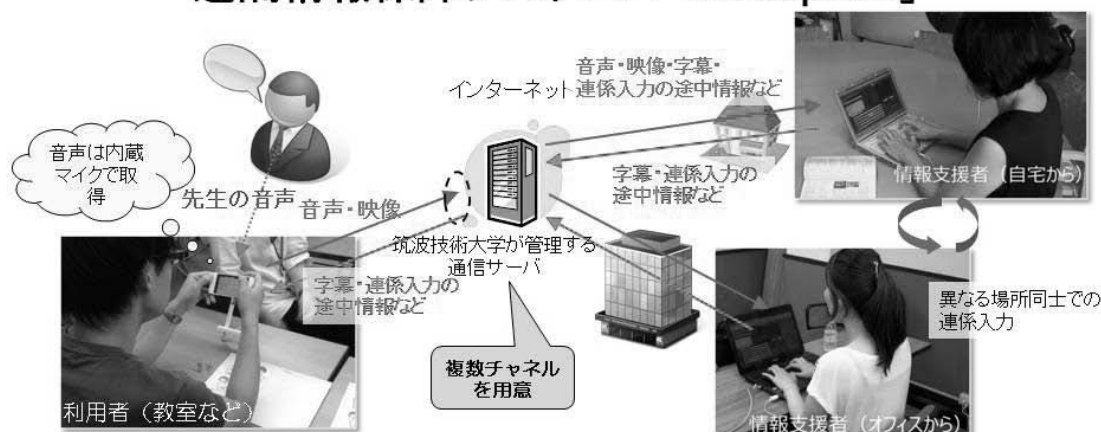 音声・映像・字幕・
インターネット 連係入力の途中情報など
音声は内蔵
マイクで取
得
先生の音声
音声・映像
字幕・連係入力の
途中情報など
情報支援者（自宅から）
筑波技術大学が管理する
通信サーバ
字幕・連係入力の
途中情報など
異なる場所同士での
連係入力
複数チャネル
を用意
利用者（教室など）
情報支援者（オフィスから）